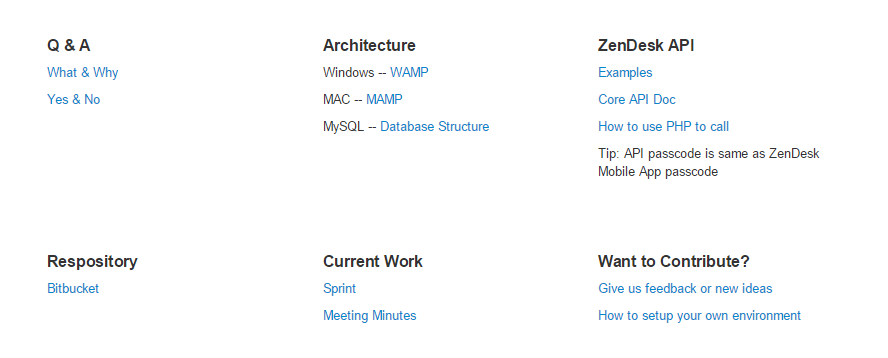 Q & A
What & Why
Yes & No
Architecture
Windows -- WAMP
MAC -- MAMP
MySQL -- Database Structure
ZenDesk API
Examples
Core API Doc
How to use PHP to call
Tip: API passcode is same as ZenDesk
Mobile App passcode
Respository
Bitbucket
Current Work
Sprint
Meeting Minutes
Want to Contribute?
Give us feedback or new ideas
How to setup your own environment